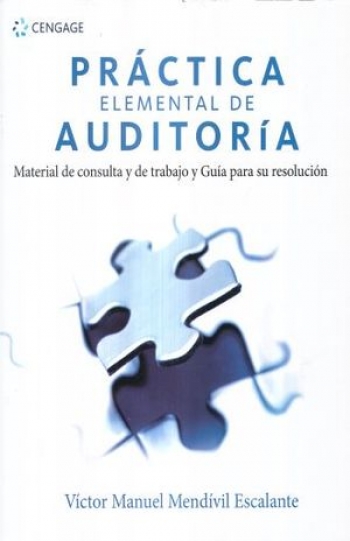 CENGAGE
PRÁCTICA
ELEMENTAL DE
AUDITORíA
Material de consulta y de trabajo y Guía para su resolución
Víctor Manuel Mendívil Escalante